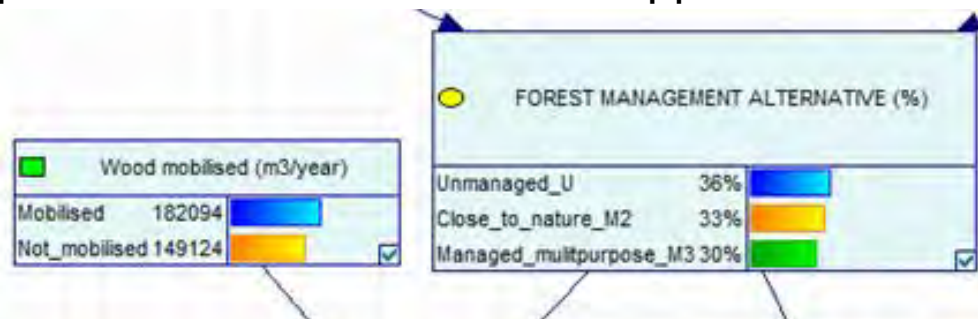 Wood mobilised (m3/year)
Mobilised 182094
Not_mobilised 149124
FOREST MANAGEMENT ALTERNATIVE (%)
Unmanaged_U 36%
Close_to_nature_M2 33%
Managed_mulitpurpose_M3 30%